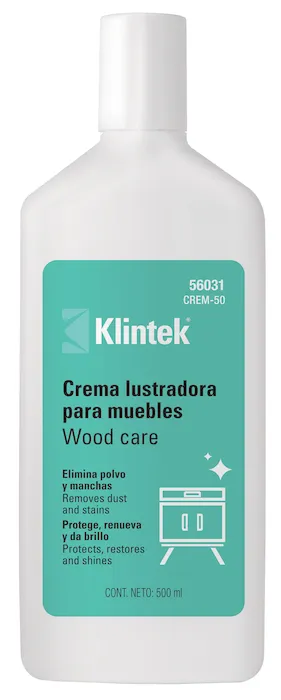 56031
CREM-50
Klintek®
Crema lustradora
para muebles
Wood care
Elimina polvo
y manchas
Removes dust
and stains
Protege, renueva
y da brillo
Protects, restores
and shines
CONT. NETO: 500 ml